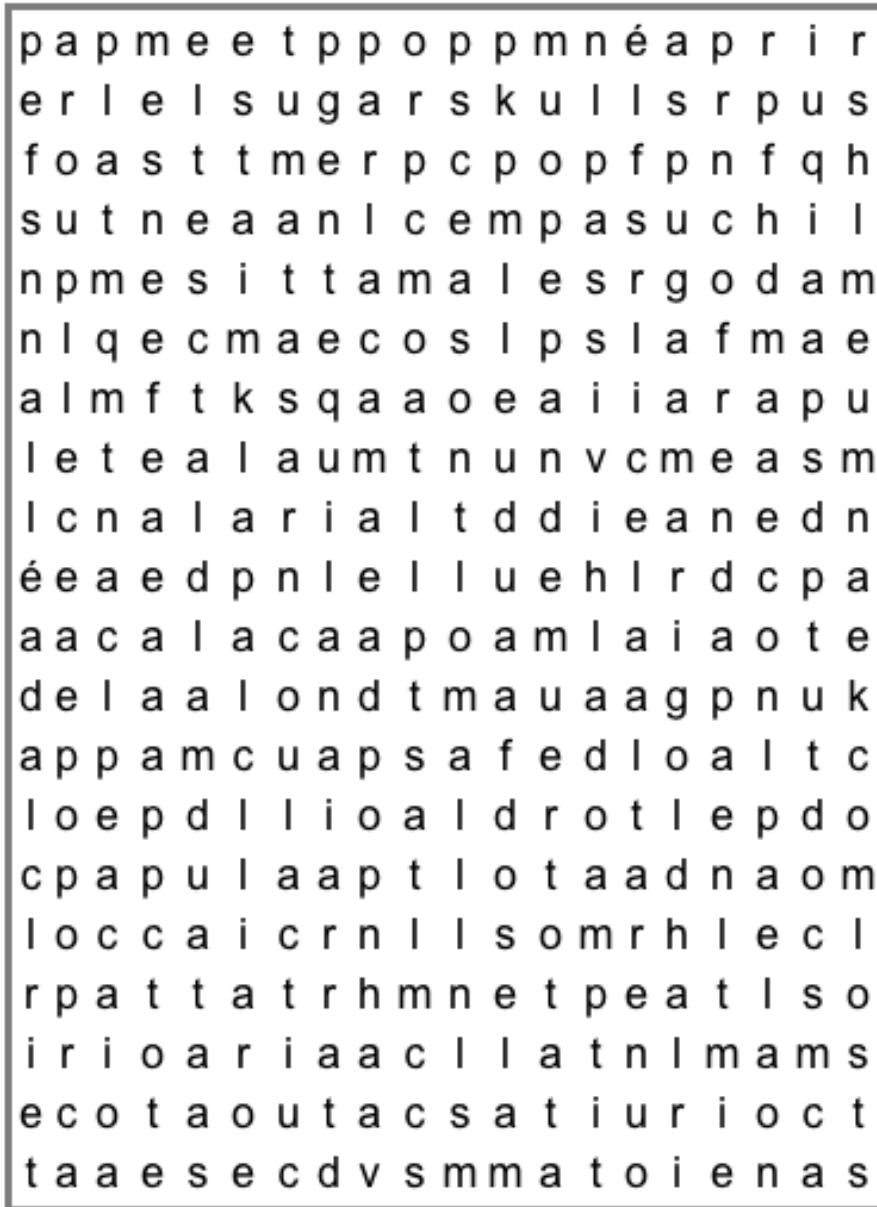 p a p m e e t p p o p p m n é a p r i r
e r l e l s u g a r s k u l l s r p u s
f o a s t t m e r p c p o p f p n f q h
s u t n e a a n l c e m p a s u c h i l
n p m e s i t t a m a l e s r g o d a m
n l q e c m a e c o s l p s l a f m a e
a l m f t k s q a a o e a i i a r a p u
l e t e a l a u m t n u n v c m e a s m
l c n a l a r i a l t d d i e a n e d n
é e a e d p n l e l l u e h l r d c p a
a a c a l a c a a p o a m l a i a o t e
d e l a a l o n d t m a u a a g p n u k
a p p a m c u a p s a f e d l o a l t c
l o e p d l l i o a l d r o t l e p d o
c p a p u l a a p t l o t a a d n a o m
l o c c a i c r n l l s o m r h l e c l
r p a t t a t r h m n e t p e a t l s o
i r i o a r i a a c l l a t n l m a m s
e c o t a o u t a c s a t i u r i o c t
t a a e s e c d v s m m a t o i e n a s